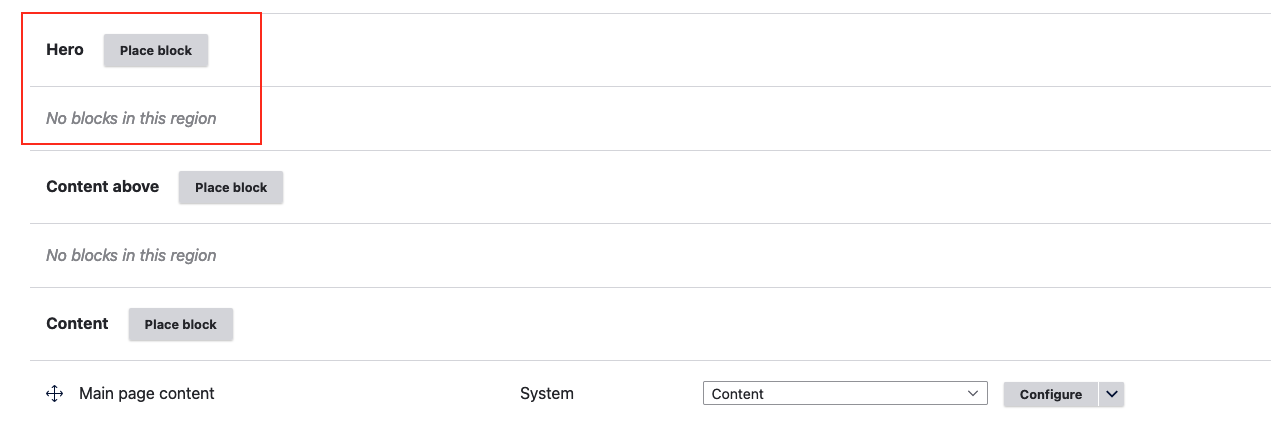 Hero Place block
No blocks in this region
Content above Place block
No blocks in this region
Content Place block
Main page content System Content Configure